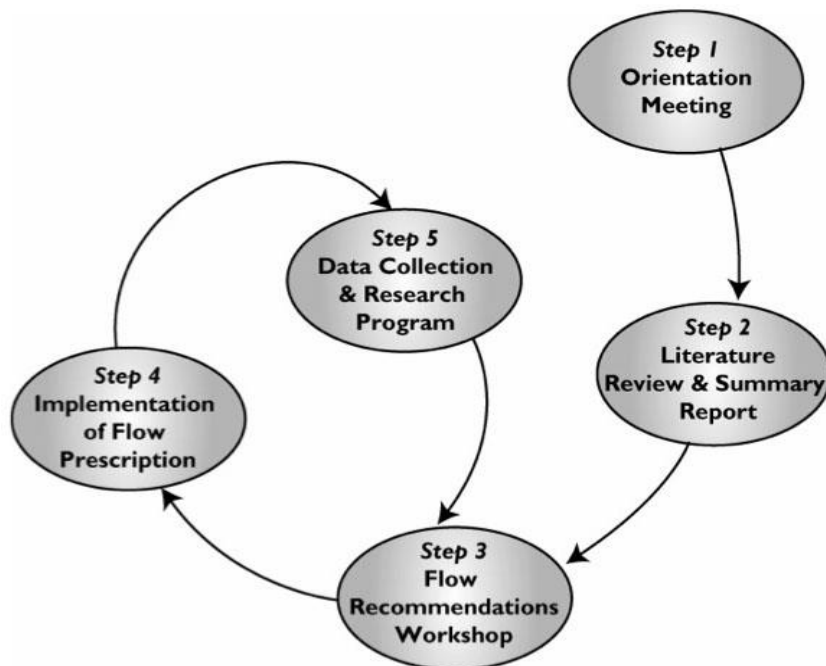 Step 1
Orientation
Meeting
Step 2
Literature
Review & Summary
Report
Step 3
Flow
Recommendations
Workshop
Step 4
Implementation
of Flow
Prescription
Step 5
Data Collection
& Research
Program